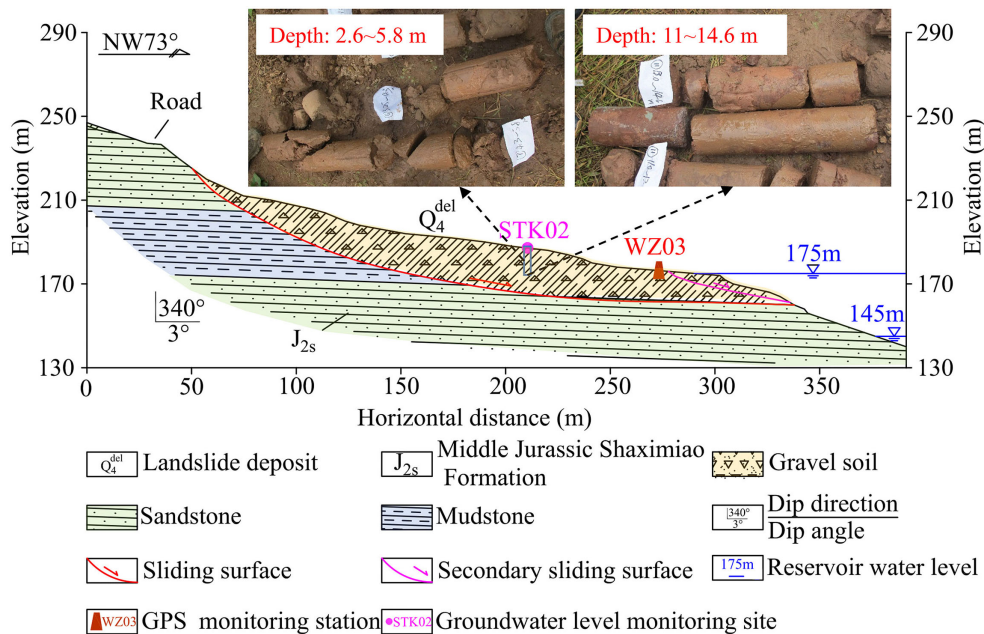 290
NW73°
Depth: 2.6~5.8 m
Depth: 11~14.6 m
290
Road
250
250
Elevation (m)
Elevation (m)
210
210
Q₄ᵈᵉˡ
STK02
WZ03
175m
170
170
340°
3°
145m
J₂ₛ
130
130
0
50
100
150
200
250
300
350
Horizontal distance (m)
Q₄ᵈᵉˡ Landslide deposit
J₂ₛ Middle Jurassic Shaximiao
Formation
Gravel soil
Sandstone
Mudstone
340° Dip direction
3° Dip angle
Sliding surface
Secondary sliding surface
175m Reservoir water level
WZ03 GPS monitoring station
STK02 Groundwater level monitoring site